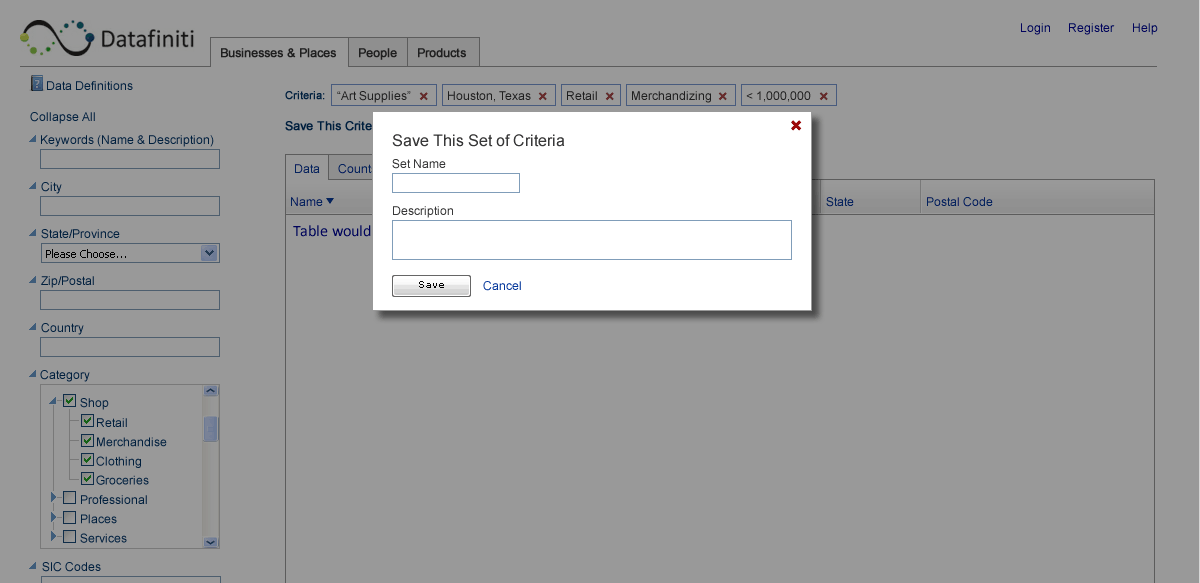 Datafiniti
Login Register Help
Businesses & Places People Products
? Data Definitions
Collapse All
Keywords (Name & Description)
City
State/Province
Please Choose...
Zip/Postal
Country
Category
Shop
Retail
Merchandise
Clothing
Groceries
Professional
Places
Services
SIC Codes
Criteria: “Art Supplies” × Houston, Texas × Retail × Merchandizing × < 1,000,000 ×
Save This Crite
Data Count
Name State Postal Code
Table would
Save This Set of Criteria
Set Name
Description
Save Cancel